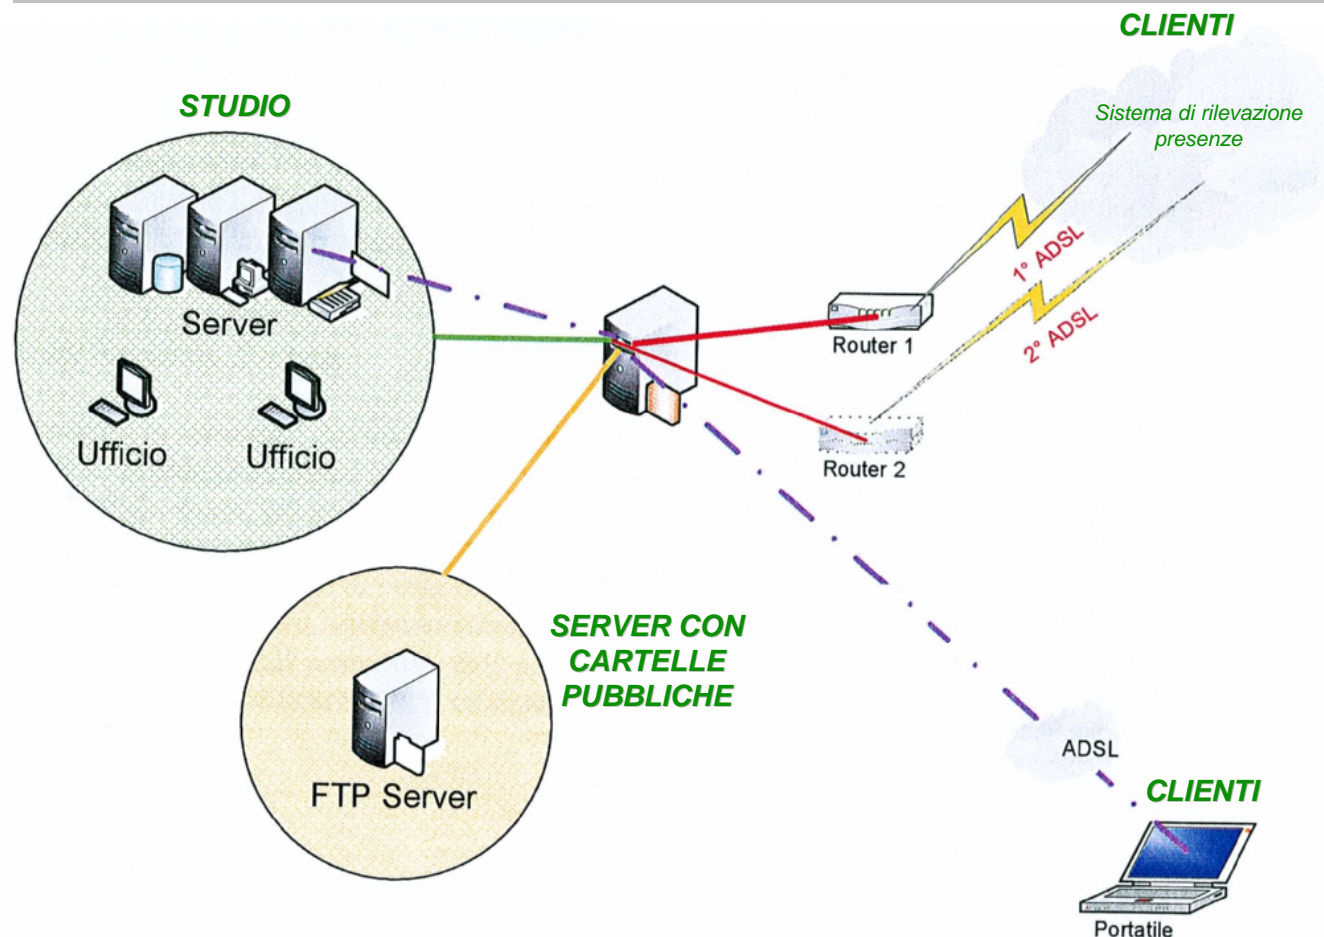 CLIENTI
STUDIO
Sistema di rilevazione
presenze
Server
Ufficio
Ufficio
1° ADSL
2° ADSL
Router 1
Router 2
SERVER CON
CARTELLE
PUBBLICHE
FTP Server
ADSL
CLIENTI
Portatile